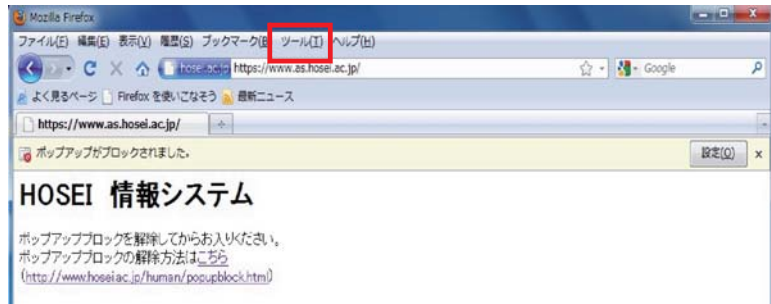 Mozilla Firefox
ファイル(F) 編集(E) 表示(V) 履歴(S) ブックマーク(B) ツール(T) ヘルプ(H)
hosei.ac.jp https://www.as.hosei.ac.jp/ Google
よく見るページ Firefox を使いこなそう 最新ニュース
https://www.as.hosei.ac.jp/
ポップアップがブロックされました。 設定(O) x
HOSEI 情報システム
ポップアップブロックを解除してからお入りください。
ポップアップブロックの解除方法はこちら
(http://www.hosei.ac.jp/human/popupblock.html)